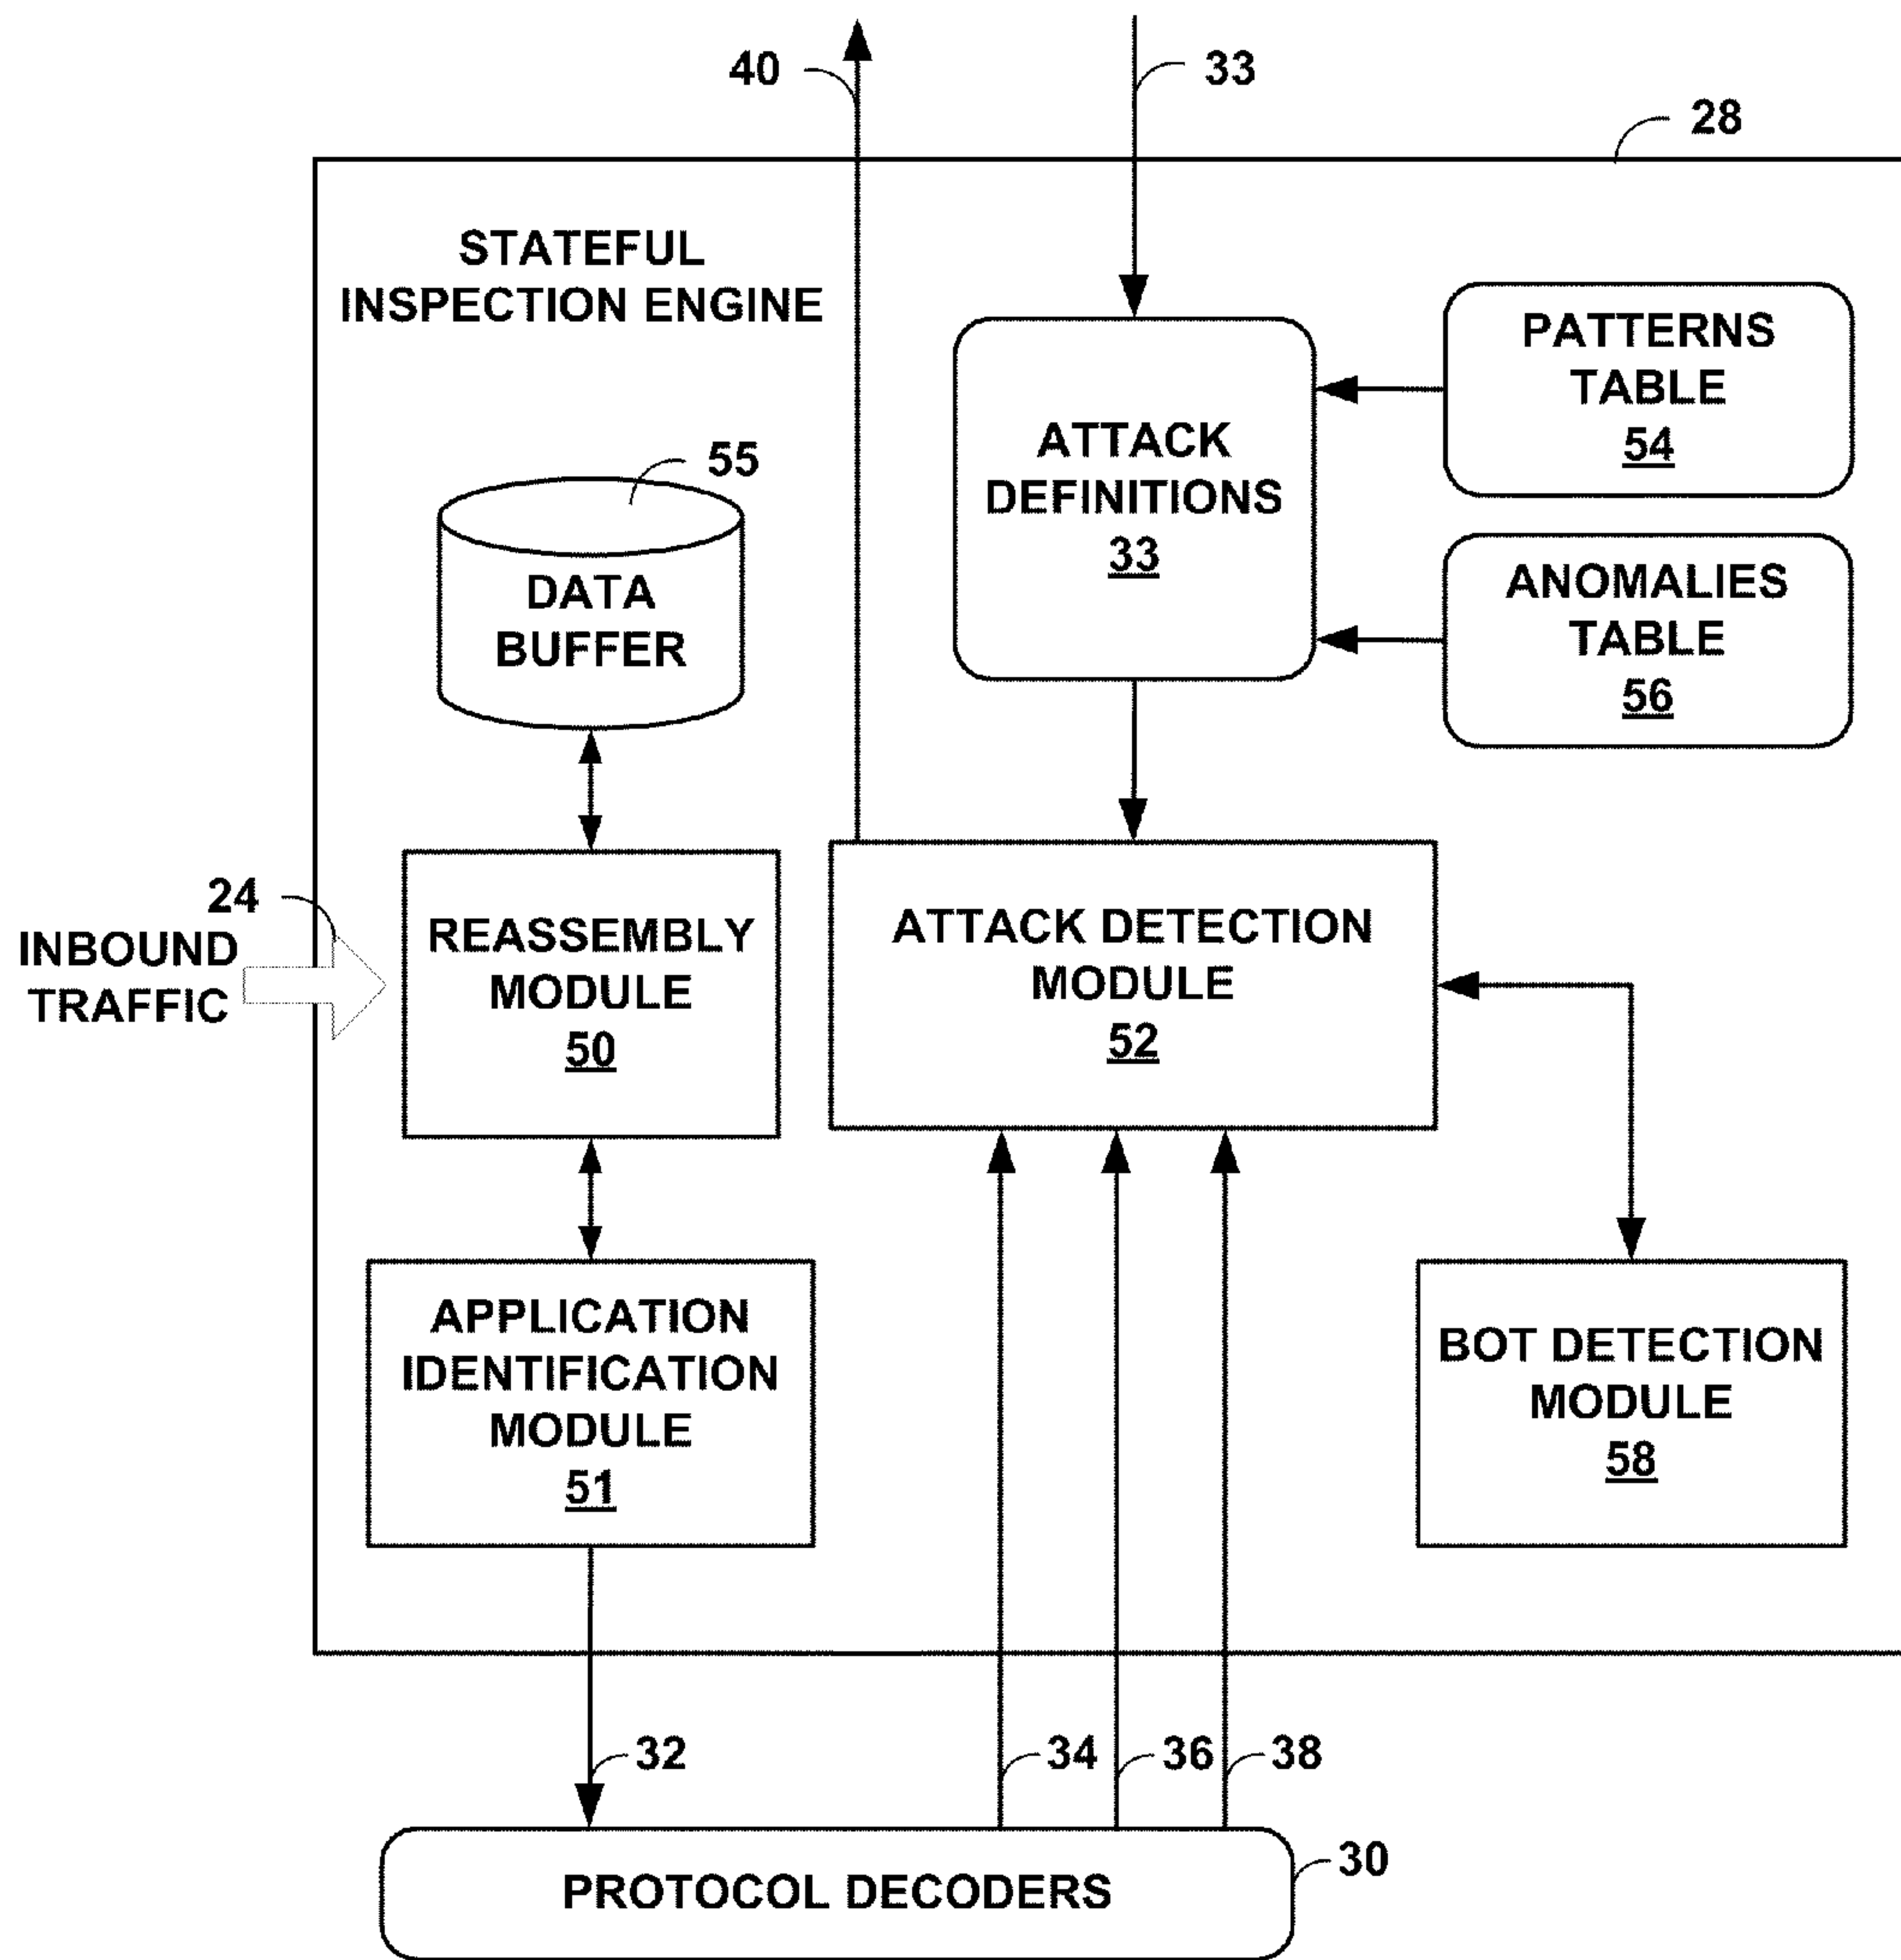 40
33
28
STATEFUL
INSPECTION ENGINE
PATTERNS
TABLE
54
ATTACK
DEFINITIONS
33
55
DATA
BUFFER
ANOMALIES
TABLE
56
24
INBOUND
TRAFFIC
REASSEMBLY
MODULE
50
ATTACK DETECTION
MODULE
52
APPLICATION
IDENTIFICATION
MODULE
51
BOT DETECTION
MODULE
58
32
34
36
38
PROTOCOL DECODERS
30